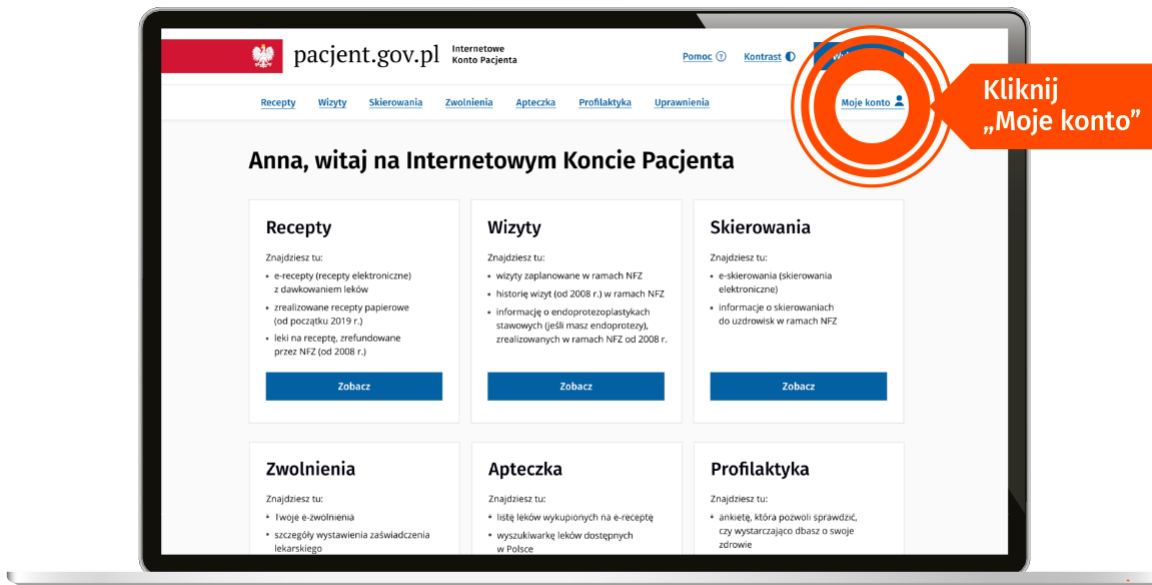 pacjent.gov.pl
Internetowe
Konto Pacjenta
Pomoc
Kontrast
Recepty Wizyty Skierowania Zwolnienia Apteczka Profilaktyka Uprawnienia
Moje konto
Kliknij
„Moje konto”
Anna, witaj na Internetowym Koncie Pacjenta
Recepty
Znajdziesz tu:
• e-recepty (recepty elektroniczne)
z dawkowaniem leków
• zrealizowane recepty papierowe
(od początku 2019 r.)
• leki na receptę, zrefundowane
przez NFZ (od 2008 r.)
Zobacz
Wizyty
Znajdziesz tu:
• wizyty zaplanowane w ramach NFZ
• historię wizyt (od 2008 r.) w ramach NFZ
• informację o endoprotezoplastykach
stawowych (jeśli masz endoprotezy),
zrealizowanych w ramach NFZ od 2008 r.
Zobacz
Skierowania
Znajdziesz tu:
• e-skierowania (skierowania
elektroniczne)
• informacje o skierowaniach
do uzdrowisk w ramach NFZ
Zobacz
Zwolnienia
Znajdziesz tu:
• Twoje e-zwolnienia
• szczegóły wystawienia zaświadczenia
lekarskiego
Apteczka
Znajdziesz tu:
• listę leków wykupionych na e-receptę
• wyszukiwarkę leków dostępnych
w Polsce
Profilaktyka
Znajdziesz tu:
• ankietę, która pozwoli sprawdzić,
czy wystarczająco dbasz o swoje
zdrowie